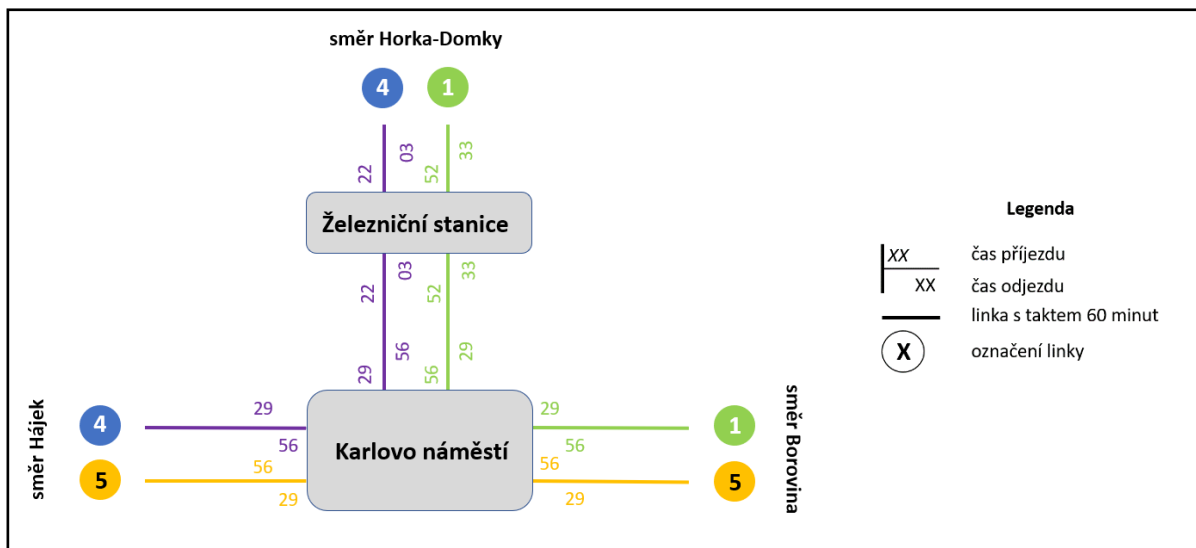 směr Horka-Domky
4 1
22 03 52 33
Železniční stanice
22 03 52 33
29 56 56 29
Legenda
XX čas příjezdu
XX čas odjezdu
linka s taktem 60 minut
X označení linky
směr Hájek
4 29
56
5 56
29
Karlovo náměstí
29 1
56
56 5
29
směr Borovina